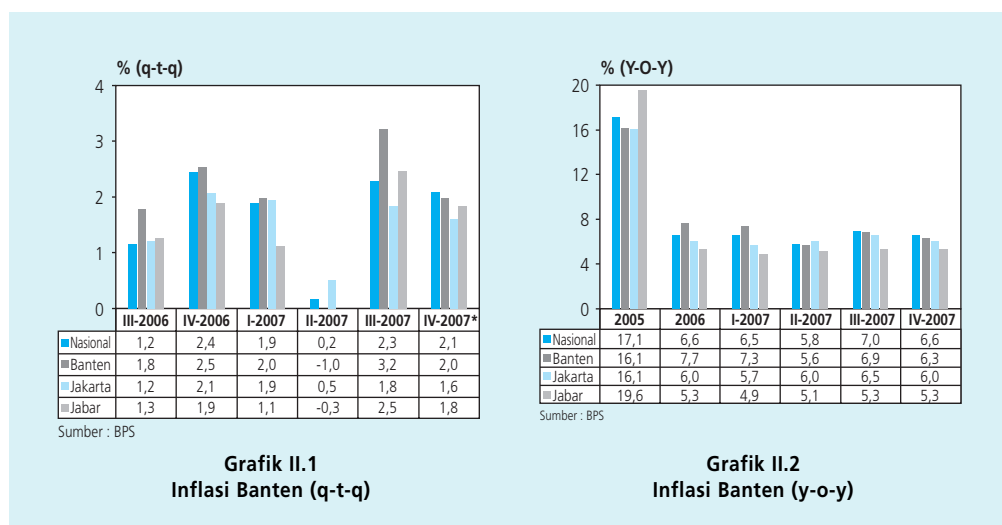 % (q-t-q)
4
3
2
1
0
III-2006 IV-2006 I-2007 II-2007 III-2007 IV-2007*
Nasional 1,2 2,4 1,9 0,2 2,3 2,1
Banten 1,8 2,5 2,0 -1,0 3,2 2,0
Jakarta 1,2 2,1 1,9 0,5 1,8 1,6
Jabar 1,3 1,9 1,1 -0,3 2,5 1,8
Sumber : BPS
Grafik II.1
Inflasi Banten (q-t-q)
% (Y-O-Y)
20
16
12
8
4
0
2005 2006 I-2007 II-2007 III-2007 IV-2007
Nasional 17,1 6,6 6,5 5,8 7,0 6,6
Banten 16,1 7,7 7,3 5,6 6,9 6,3
Jakarta 16,1 6,0 5,7 6,0 6,5 6,0
Jabar 19,6 5,3 4,9 5,1 5,3 5,3
Sumber : BPS
Grafik II.2
Inflasi Banten (y-o-y)